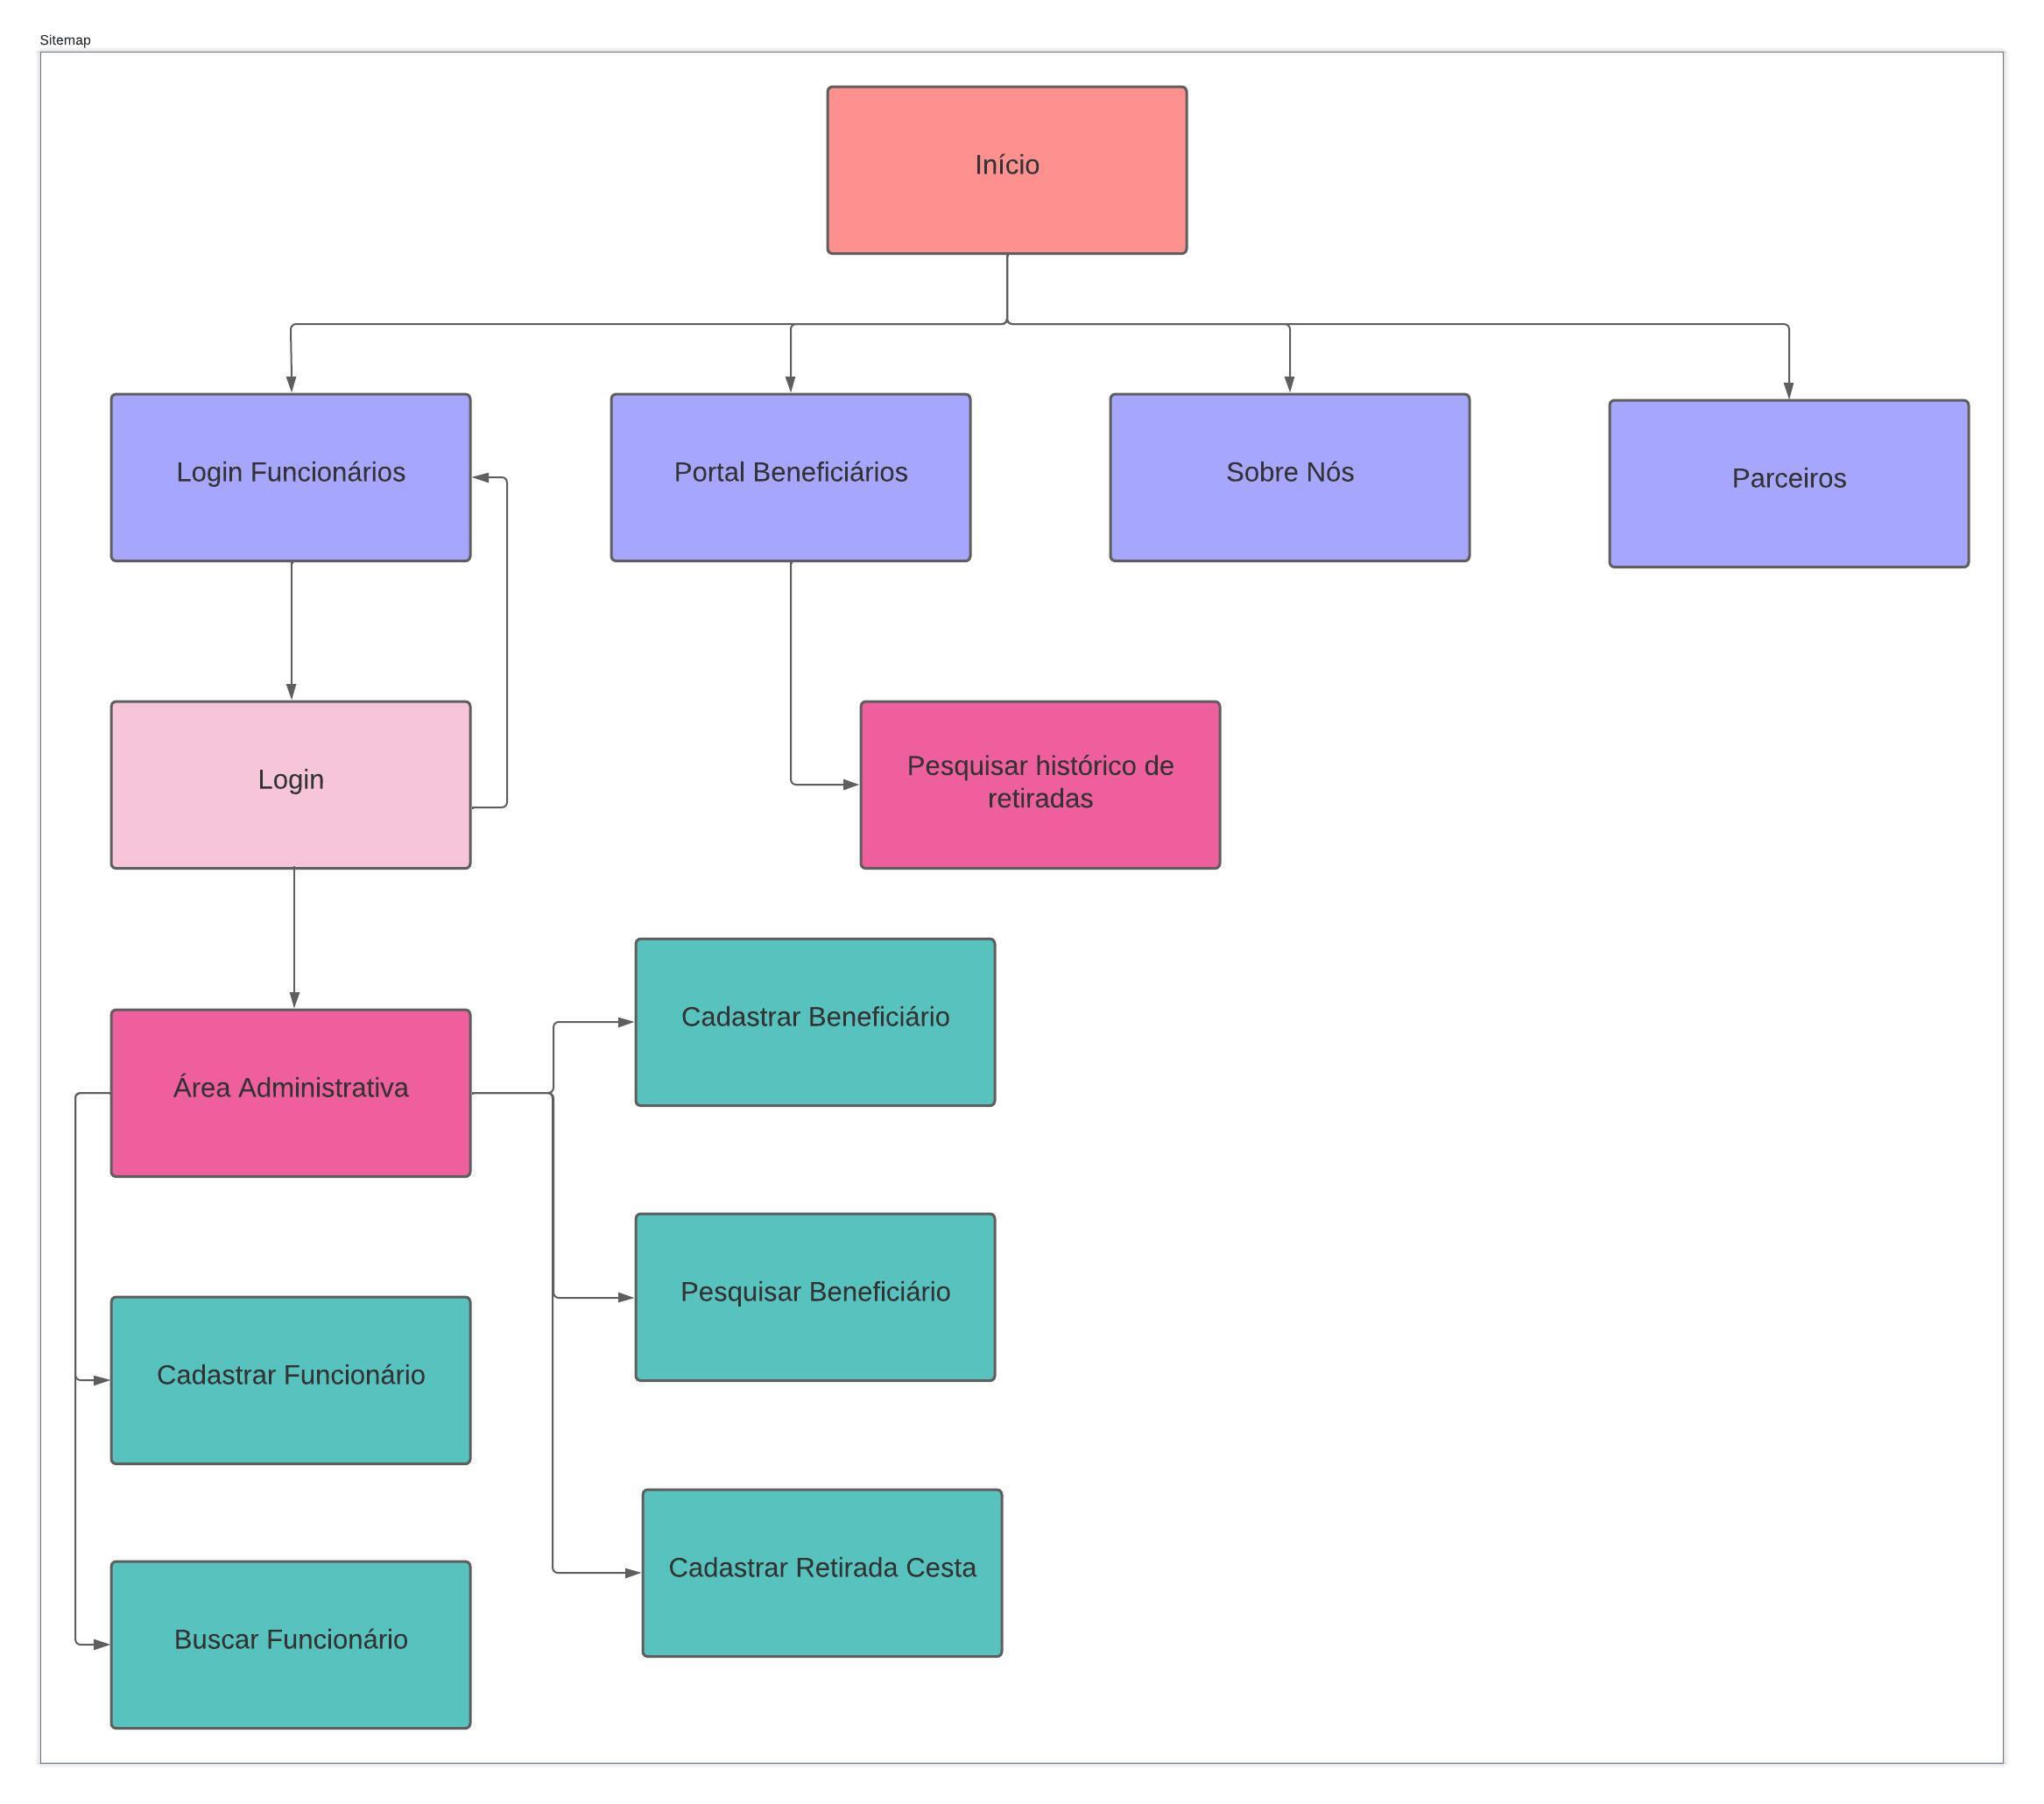 Sitemap
Início
Login Funcionários
Portal Beneficiários
Sobre Nós
Parceiros
Login
Pesquisar histórico de
retiradas
Cadastrar Beneficiário
Área Administrativa
Pesquisar Beneficiário
Cadastrar Funcionário
Cadastrar Retirada Cesta
Buscar Funcionário